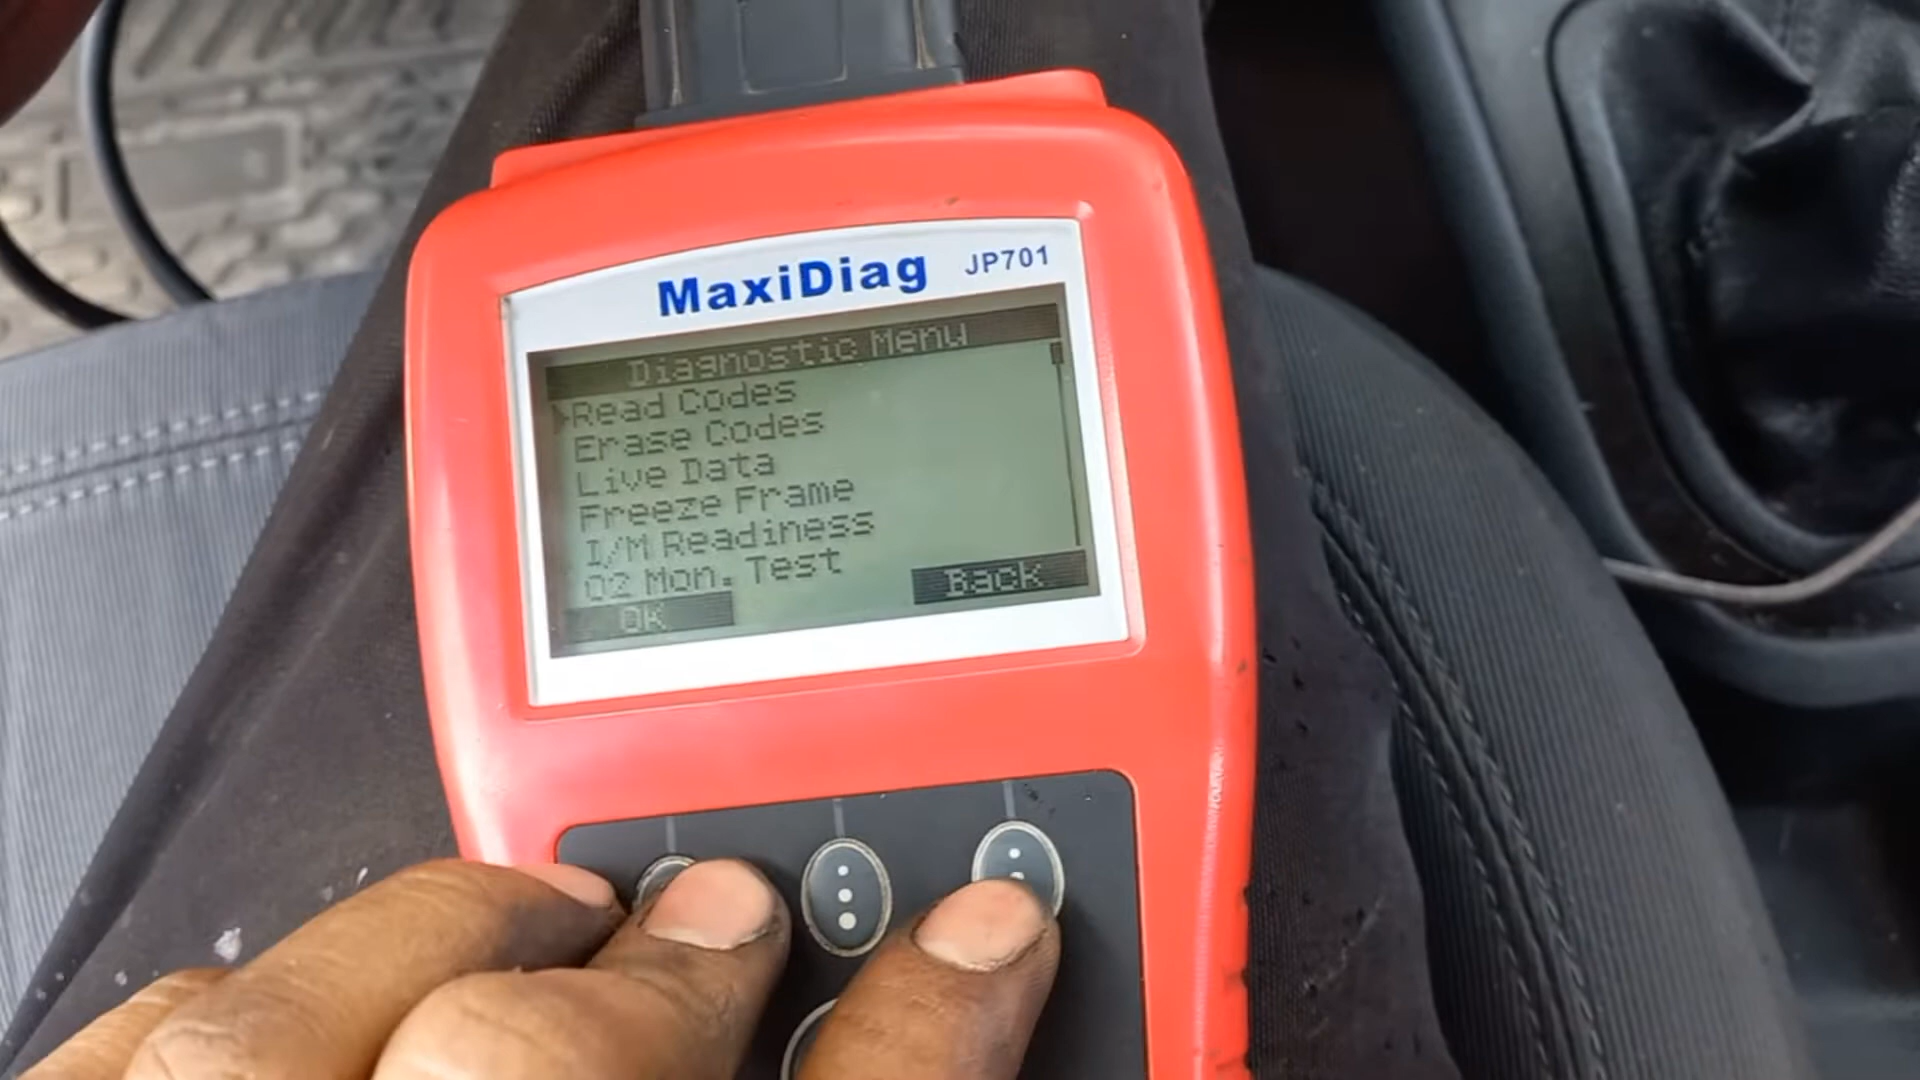 MaxiDiag JP701
Diagnostic Menu
Read Codes
Erase Codes
Live Data
Freeze Frame
I/M Readiness
O2 Mon. Test
OK Back